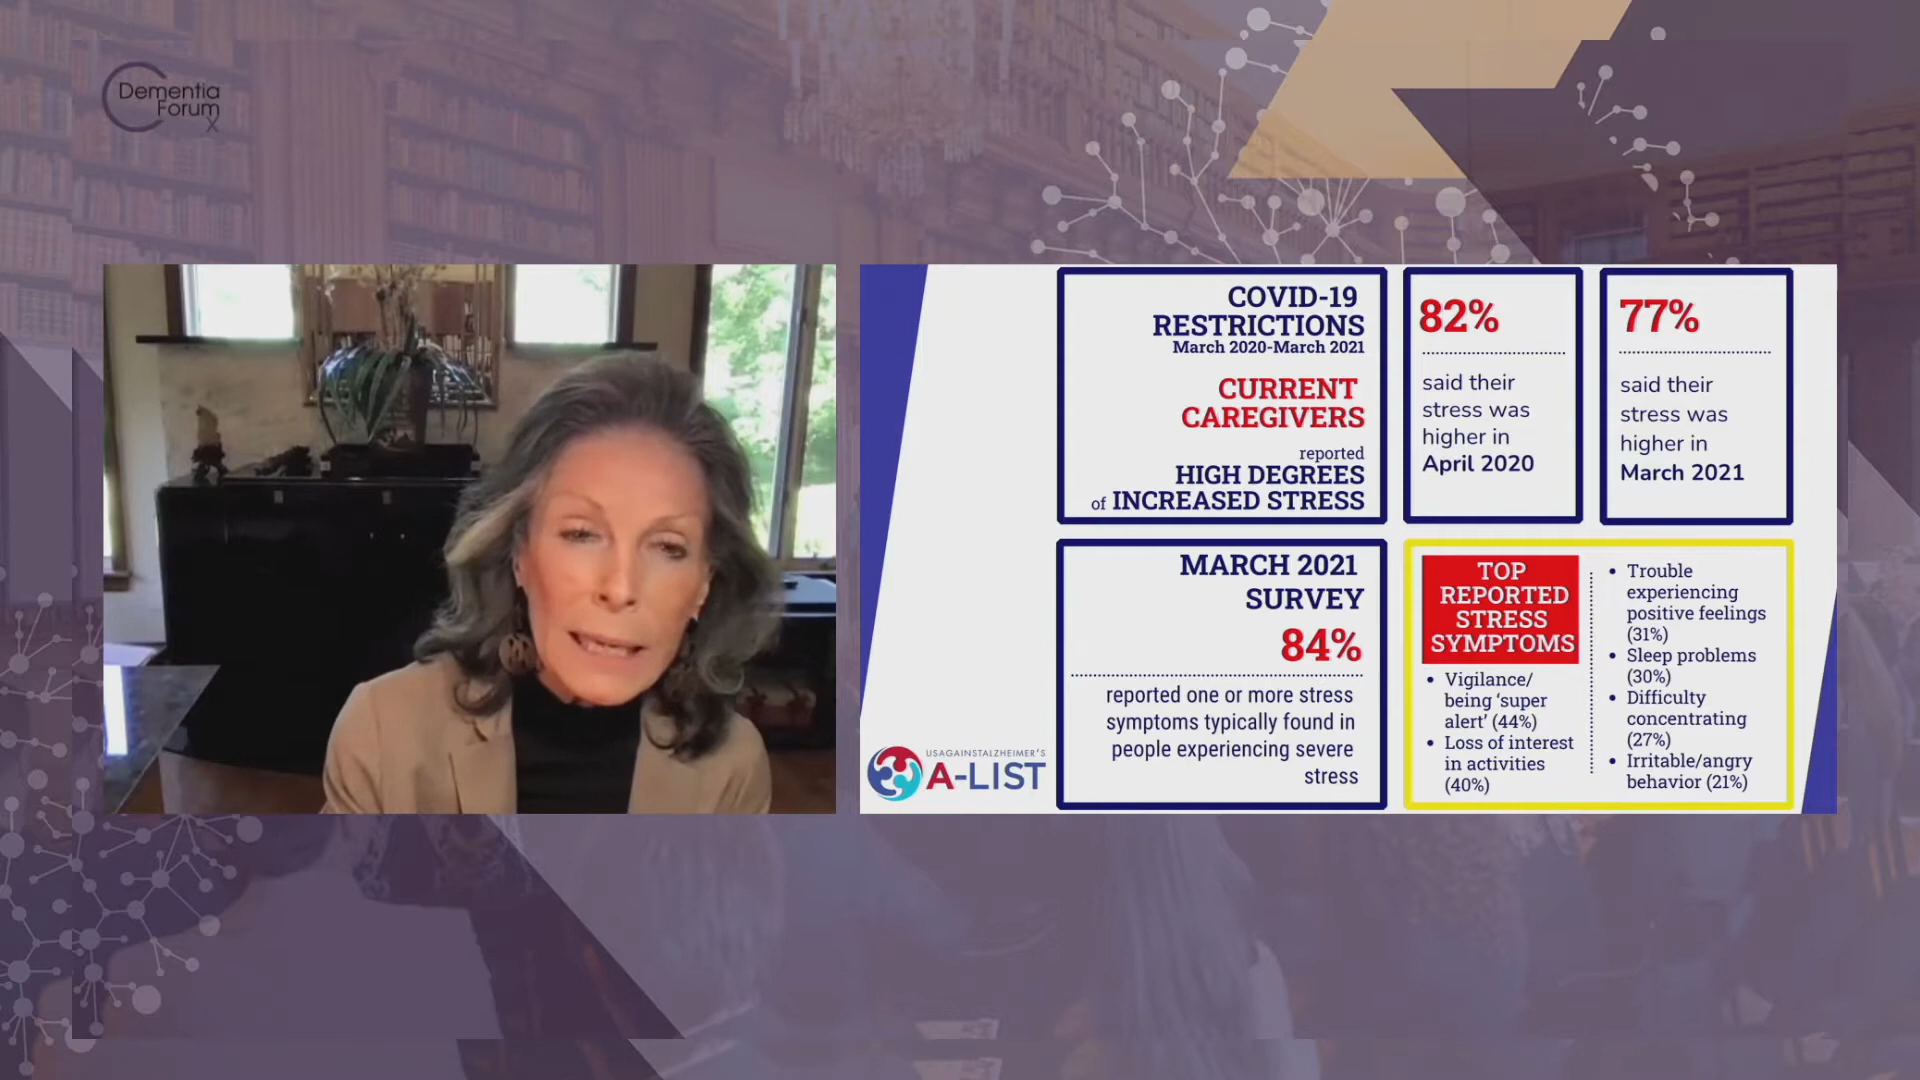 Dementia
Forum
X
COVID-19
RESTRICTIONS
March 2020-March 2021
CURRENT
CAREGIVERS
reported
HIGH DEGREES
of INCREASED STRESS
82%
said their
stress was
higher in
April 2020
77%
said their
stress was
higher in
March 2021
MARCH 2021
SURVEY
84%
reported one or more stress
symptoms typically found in
people experiencing severe
stress
TOP
REPORTED
STRESS
SYMPTOMS
• Vigilance/
being ‘super
alert’ (44%)
• Loss of interest
in activities
(40%)
• Trouble
experiencing
positive feelings
(31%)
• Sleep problems
(30%)
• Difficulty
concentrating
(27%)
• Irritable/angry
behavior (21%)
USAGAINSTALZHEIMER'S
A-LIST